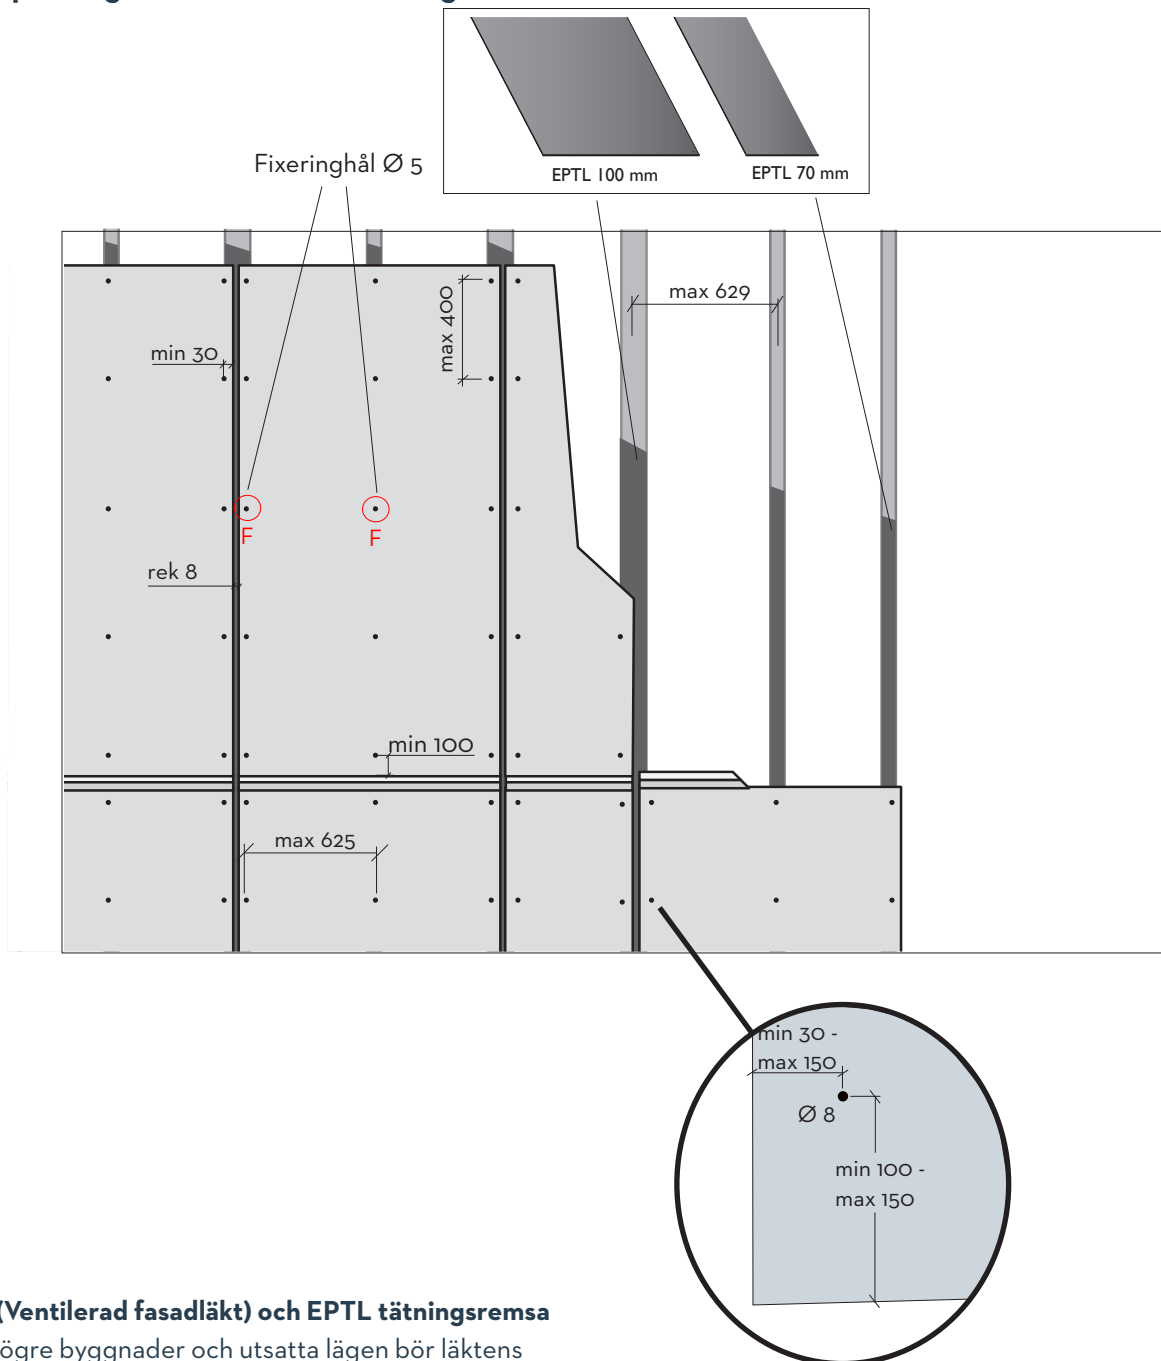 EPTL 100 mm
EPTL 70 mm
Fixeringhål Ø 5
max 629
max 400
min 30
F
F
rek 8
min 100
max 625
min 30 -
max 150
Ø 8
min 100 -
max 150
(Ventilerad fasadläkt) och EPTL tätningsremsa
ögre byggnader och utsatta lägen bör läktens